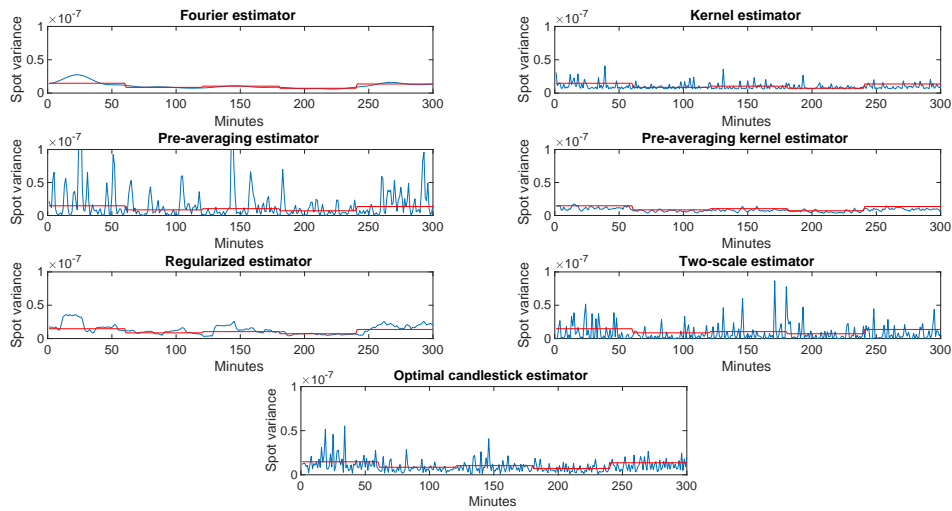 Fourier estimator
×10^-7
Spot variance
1
0.5
0
0 50 100 150 200 250 300
Minutes
Kernel estimator
×10^-7
Spot variance
1
0.5
0
0 50 100 150 200 250 300
Minutes
Pre-averaging estimator
×10^-7
Spot variance
1
0.5
0
0 50 100 150 200 250 300
Minutes
Pre-averaging kernel estimator
×10^-7
Spot variance
1
0.5
0
0 50 100 150 200 250 300
Minutes
Regularized estimator
×10^-7
Spot variance
1
0.5
0
0 50 100 150 200 250 300
Minutes
Two-scale estimator
×10^-7
Spot variance
1
0.5
0
0 50 100 150 200 250 300
Minutes
Optimal candlestick estimator
×10^-7
Spot variance
1
0.5
0
0 50 100 150 200 250 300
Minutes